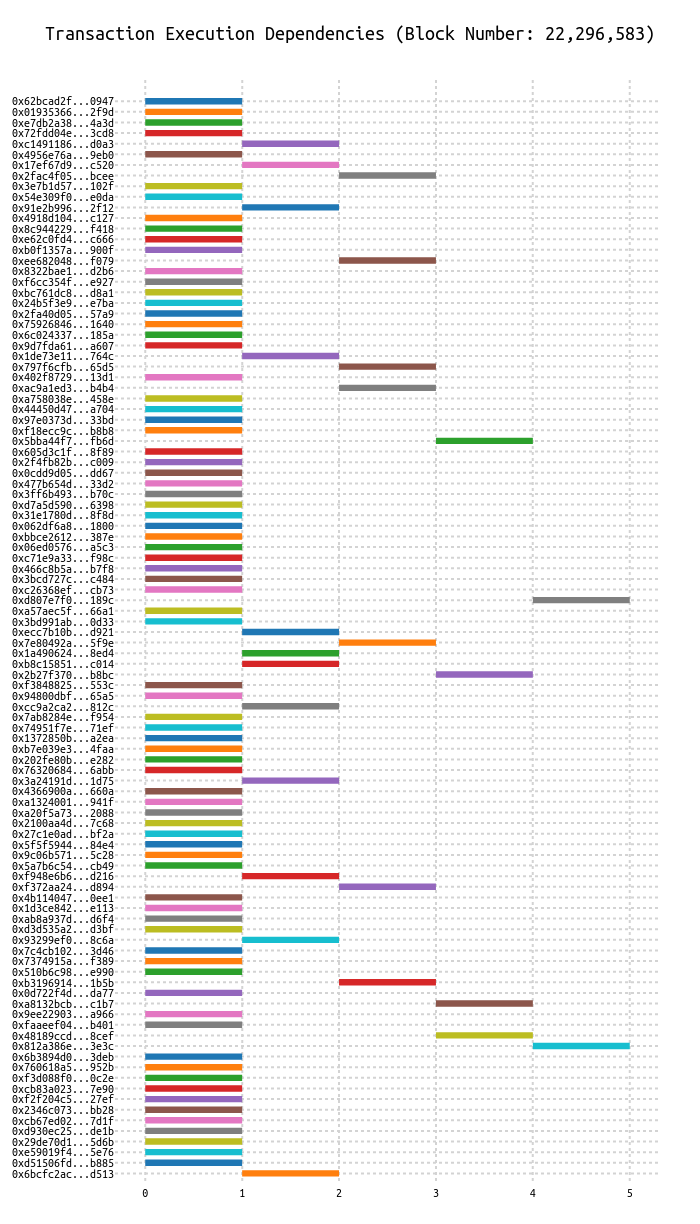 Transaction Execution Dependencies (Block Number: 22,296,583)
0x62bcad2f...0947
0x01935366...2f9d
0xe7db2a38...4a3d
0x72fdd04e...3cd8
0xc1491186...d0a3
0x4956e76a...9eb0
0x17ef67d9...c520
0x2fac4f05...bcee
0x3e7b1d57...102f
0x54e309f0...e0da
0x91e2b996...2f12
0x4918d104...c127
0x8c944229...f418
0xe62c0fd4...c666
0xb0f1357a...900f
0xee682048...f079
0x8322bae1...d2b6
0xf6cc354f...e927
0xbc761dc8...d8a1
0x24b5f3e9...e7ba
0x2fa40d05...57a9
0x75926846...1640
0x6c024337...185a
0x9d7fda61...a607
0x1de73e11...764c
0x797f6cfb...65d5
0x402f8729...13d1
0xac9a1ed3...b4b4
0xa758038e...458e
0x44450d47...a704
0x97e0373d...33bd
0xf18ecc9c...b8b8
0x5bba44f7...fb6d
0x605d3c1f...8f89
0x2f4fb82b...c009
0x0cdd9d05...dd67
0x477b654d...33d2
0x3ff6b493...b70c
0xd7a5d590...6398
0x31e1780d...8f8d
0x062df6a8...1800
0xbbce2612...387e
0x06ed0576...a5c3
0xc71e9a33...f98c
0x466c8b5a...b7f8
0x3bcd727c...c484
0xc26368ef...cb73
0xd807e7f0...189c
0xa57aec5f...66a1
0x3bd991ab...0d33
0xecc7b10b...d921
0x7e80492a...5f9e
0x1a490624...8ed4
0xb8c15851...c014
0x2b27f370...b8bc
0xf3848825...553c
0x94800dbf...65a5
0xcc9a2ca2...812c
0x7ab8284e...f954
0x74951f7e...71ef
0x1372850b...a2ea
0xb7e039e3...4faa
0x202fe80b...e282
0x76320684...6abb
0x3a24191d...1d75
0x4366900a...660a
0xa1324001...941f
0xa20f5a73...2088
0x2100aa4d...7c68
0x27c1e0ad...bf2a
0x5f5f5944...84e4
0x9c06b571...5c28
0x5a7b6c54...cb49
0xf948e6b6...d216
0xf372aa24...d894
0x4b114047...0ee1
0x1d3ce842...e113
0xab8a937d...d6f4
0xd3d535a2...d3bf
0x93299ef0...8c6a
0x7c4cb102...3d46
0x7374915a...f389
0x510b6c98...e990
0xb3196914...1b5b
0x0d722f4d...da77
0xa8132bcb...c1b7
0x9ee22903...a966
0xfaaeef04...b401
0x48189ccd...8cef
0x812a386e...3e3c
0x6b3894d0...3deb
0x760618a5...952b
0xf3d088f0...0c2e
0xcb83a023...7e90
0xf2f204c5...27ef
0x2346c073...bb28
0xcb67ed02...7d1f
0xd930ec25...de1b
0x29de70d1...5d6b
0xe59019f4...5e76
0xd51506fd...b885
0x6bcfc2ac...d513
0 1 2 3 4 5